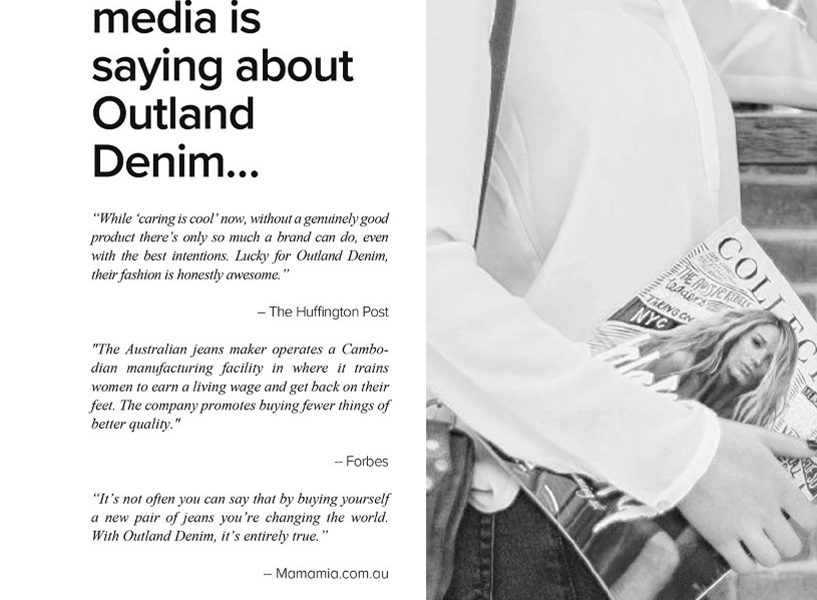 media is
saying about
Outland
Denim...
“While ‘caring is cool’ now, without a genuinely good
product there’s only so much a brand can do, even
with the best intentions. Lucky for Outland Denim,
their fashion is honestly awesome.”
– The Huffington Post
"The Australian jeans maker operates a Cambo-
dian manufacturing facility in where it trains
women to earn a living wage and get back on their
feet. The company promotes buying fewer things of
better quality."
-- Forbes
“It’s not often you can say that by buying yourself
a new pair of jeans you’re changing the world.
With Outland Denim, it’s entirely true.”
– Mamamia.com.au
COLLEC
TAKING ON
NYC